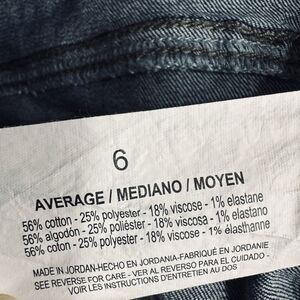 6
AVERAGE / MEDIANO / MOYEN
56% cotton - 25% polyester - 18% viscose - 1% elastane
56% algodón - 25% poliéster - 18% viscosa - 1% elastano
56% coton - 25% polyester - 18% viscose - 1% élasthanne
MADE IN JORDAN-HECHO EN JORDANIA-FABRIQUÉ EN JORDANIE
SEE REVERSE FOR CARE - VER AL REVERSO PARA EL CUIDADO -
VOIR LES INSTRUCTIONS D'ENTRETIEN AU DOS